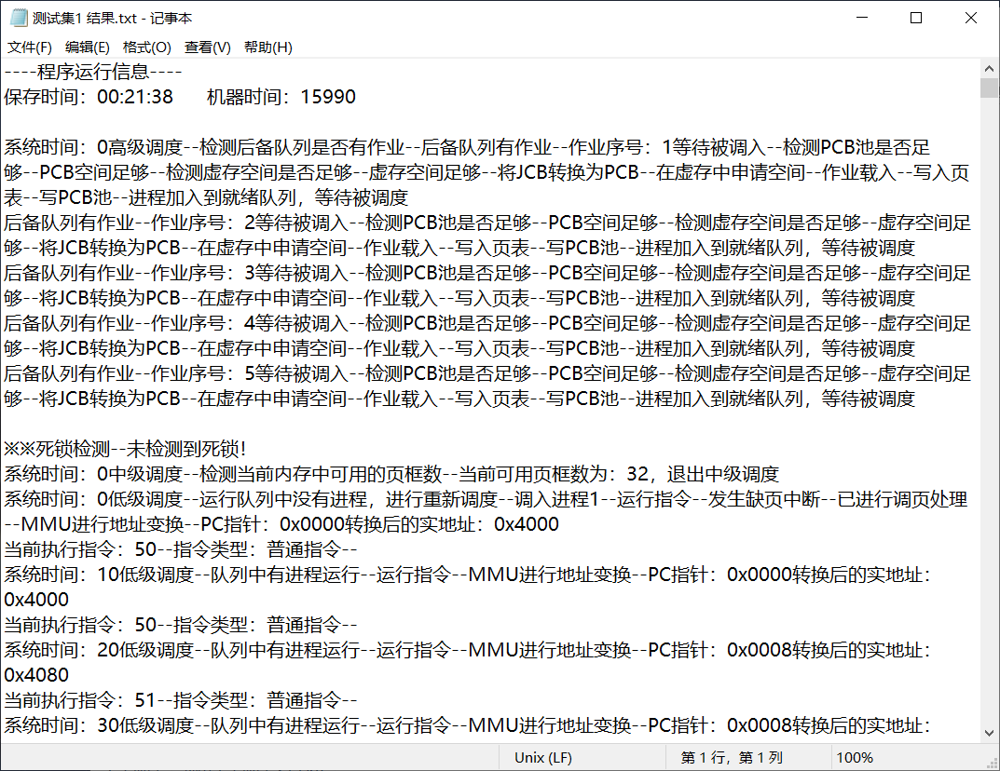 测试集1 结果.txt - 记事本
文件(F) 编辑(E) 格式(O) 查看(V) 帮助(H)
----程序运行信息----
保存时间：00:21:38 机器时间：15990
系统时间：0高级调度--检测后备队列是否有作业--后备队列有作业--作业序号：1等待被调入--检测PCB池是否足
够--PCB空间足够--检测虚存空间是否足够--虚存空间足够--将JCB转换为PCB--在虚存中申请空间--作业载入--写入页
表--写PCB池--进程加入到就绪队列，等待被调度
后备队列有作业--作业序号：2等待被调入--检测PCB池是否足够--PCB空间足够--检测虚存空间是否足够--虚存空间足
够--将JCB转换为PCB--在虚存中申请空间--作业载入--写入页表--写PCB池--进程加入到就绪队列，等待被调度
后备队列有作业--作业序号：3等待被调入--检测PCB池是否足够--PCB空间足够--检测虚存空间是否足够--虚存空间足
够--将JCB转换为PCB--在虚存中申请空间--作业载入--写入页表--写PCB池--进程加入到就绪队列，等待被调度
后备队列有作业--作业序号：4等待被调入--检测PCB池是否足够--PCB空间足够--检测虚存空间是否足够--虚存空间足
够--将JCB转换为PCB--在虚存中申请空间--作业载入--写入页表--写PCB池--进程加入到就绪队列，等待被调度
后备队列有作业--作业序号：5等待被调入--检测PCB池是否足够--PCB空间足够--检测虚存空间是否足够--虚存空间足
够--将JCB转换为PCB--在虚存中申请空间--作业载入--写入页表--写PCB池--进程加入到就绪队列，等待被调度
※※死锁检测--未检测到死锁！
系统时间：0中级调度--检测当前内存中可用的页框数--当前可用页框数为：32，退出中级调度
系统时间：0低级调度--运行队列中没有进程，进行重新调度--调入进程1--运行指令--发生缺页中断--已进行调页处理
--MMU进行地址变换--PC指针：0x0000转换后的实地址：0x4000
当前执行指令：50--指令类型：普通指令--
系统时间：10低级调度--队列中有进程运行--运行指令--MMU进行地址变换--PC指针：0x0000转换后的实地址：
0x4000
当前执行指令：50--指令类型：普通指令--
系统时间：20低级调度--队列中有进程运行--运行指令--MMU进行地址变换--PC指针：0x0008转换后的实地址：
0x4080
当前执行指令：51--指令类型：普通指令--
系统时间：30低级调度--队列中有进程运行--运行指令--MMU进行地址变换--PC指针：0x0008转换后的实地址：
Unix (LF) 第 1 行，第 1 列 100%